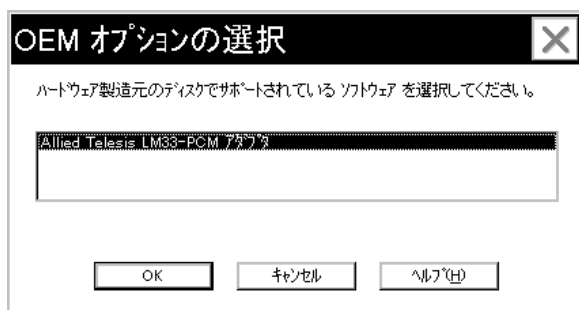 OEM ｵﾌﾟｼｮﾝの選択
ﾊｰﾄﾞｳｪｱ製造元のﾃﾞｨｽｸでｻﾎﾟｰﾄされている ｿﾌﾄｳｪｱ を選択してください。
Allied Telesis LM33-PCM ｱﾀﾞﾌﾟﾀ
OK
ｷｬﾝｾﾙ
ﾍﾙﾌﾟ(H)